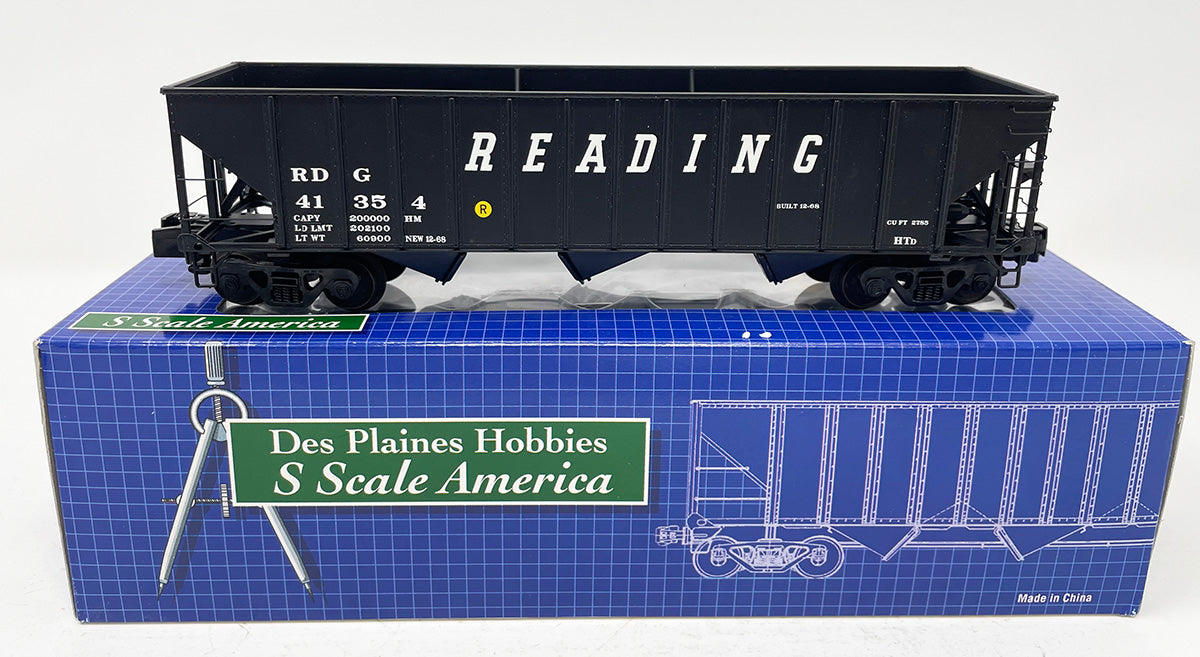 READING
RDG
41354
CAPY 200000 HM
LD LMT 202100
LT WT 60900 NEW 12-68
R
BUILT 12-68
CU FT 2785
HTD
S Scale America
Des Plaines Hobbies
S Scale America
Made in China